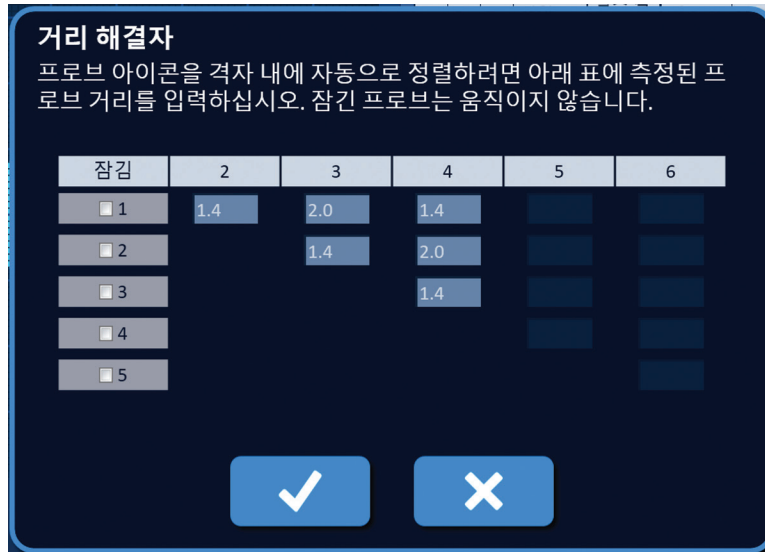 거리 해결자
프로브 아이콘을 격자 내에 자동으로 정렬하려면 아래 표에 측정된 프
로브 거리를 입력하십시오. 잠긴 프로브는 움직이지 않습니다.
잠김 2 3 4 5 6
1 1.4 2.0 1.4
2 1.4 2.0
3 1.4
4
5